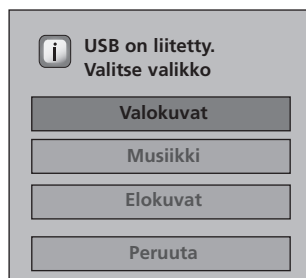 i
USB on liitetty.
Valitse valikko
Valokuvat
Musiikki
Elokuvat
Peruuta